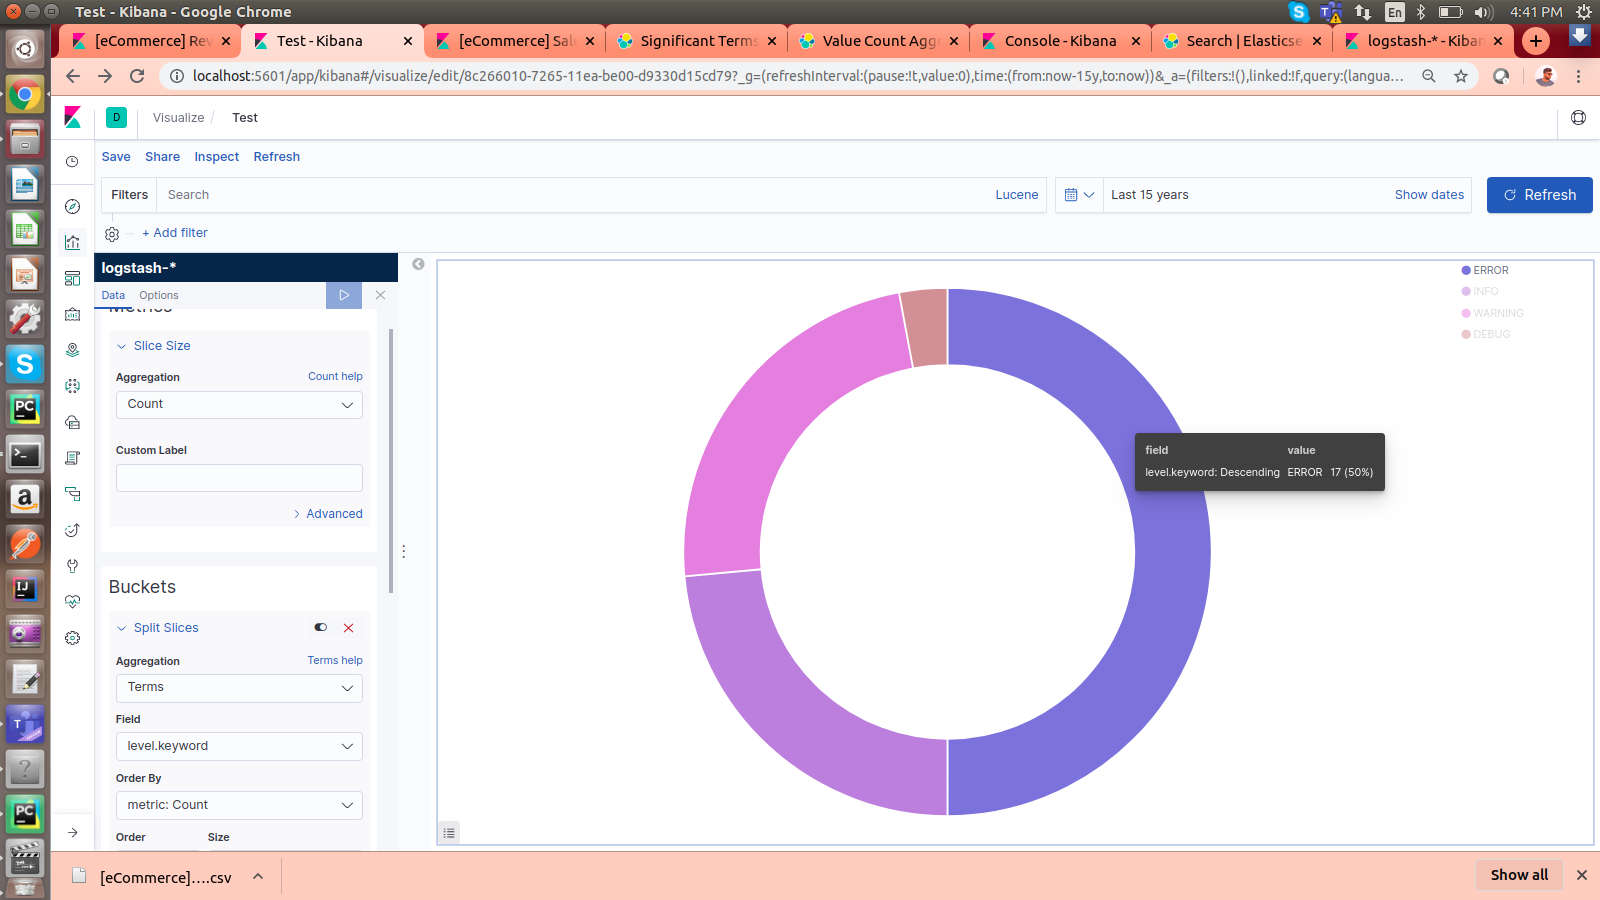 Test - Kibana - Google Chrome
En
4:41 PM
[eCommerce] Rev
Test - Kibana
[eCommerce] Sal
Significant Terms
Value Count Agg
Console - Kibana
Search | Elasticse
logstash-* - Kiban
localhost:5601/app/kibana#/visualize/edit/8c266010-7265-11ea-be00-d9330d15cd79?_g=(refreshInterval:(pause:!t,value:0),time:(from:now-15y,to:now))&_a=(filters:!(),linked:!f,query:(langua...
D
Visualize / Test
Save Share Inspect Refresh
Filters Search Lucene
Last 15 years Show dates
Refresh
+ Add filter
logstash-*
Data Options
Metrics
Slice Size
Aggregation Count help
Count
Custom Label
Advanced
Buckets
Split Slices
Aggregation Terms help
Terms
Field
level.keyword
Order By
metric: Count
Order Size
ERROR
INFO
WARNING
DEBUG
field value
level.keyword: Descending ERROR 17 (50%)
[eCommerce]....csv
Show all